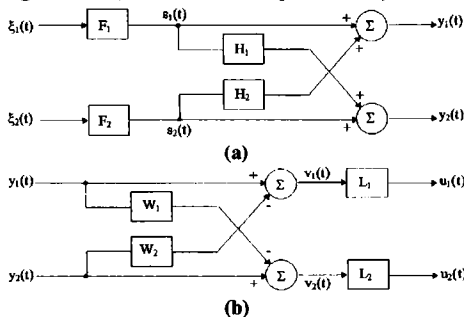 ξ₁(t) F₁ s₁(t) + Σ y₁(t)
H₁ +
+
H₂
ξ₂(t) F₂ s₂(t) + Σ y₂(t)
(a)
y₁(t) + Σ v₁(t) L₁ u₁(t)
W₁ -
-
W₂
y₂(t) + Σ v₂(t) L₂ u₂(t)
(b)